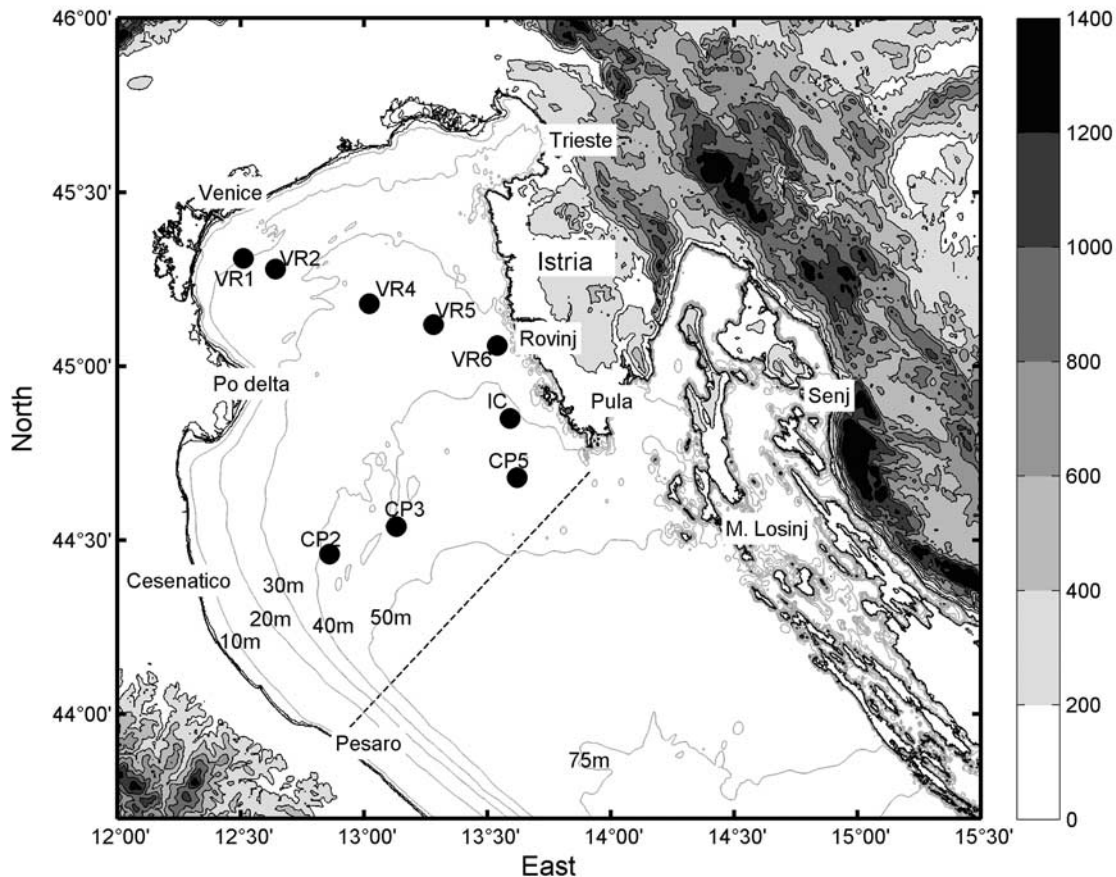 46°00'
45°30'
45°00'
44°30'
44°00'
North
12°00'
12°30'
13°00'
13°30'
14°00'
14°30'
15°00'
15°30'
East
Trieste
Venice
VR1
VR2
Istria
VR4
VR5
VR6
Rovinj
Po delta
IC
Pula
Senj
CP5
CP3
CP2
M. Losinj
Cesenatico
30m
20m
40m
50m
10m
Pesaro
75m
1400
1200
1000
800
600
400
200
0